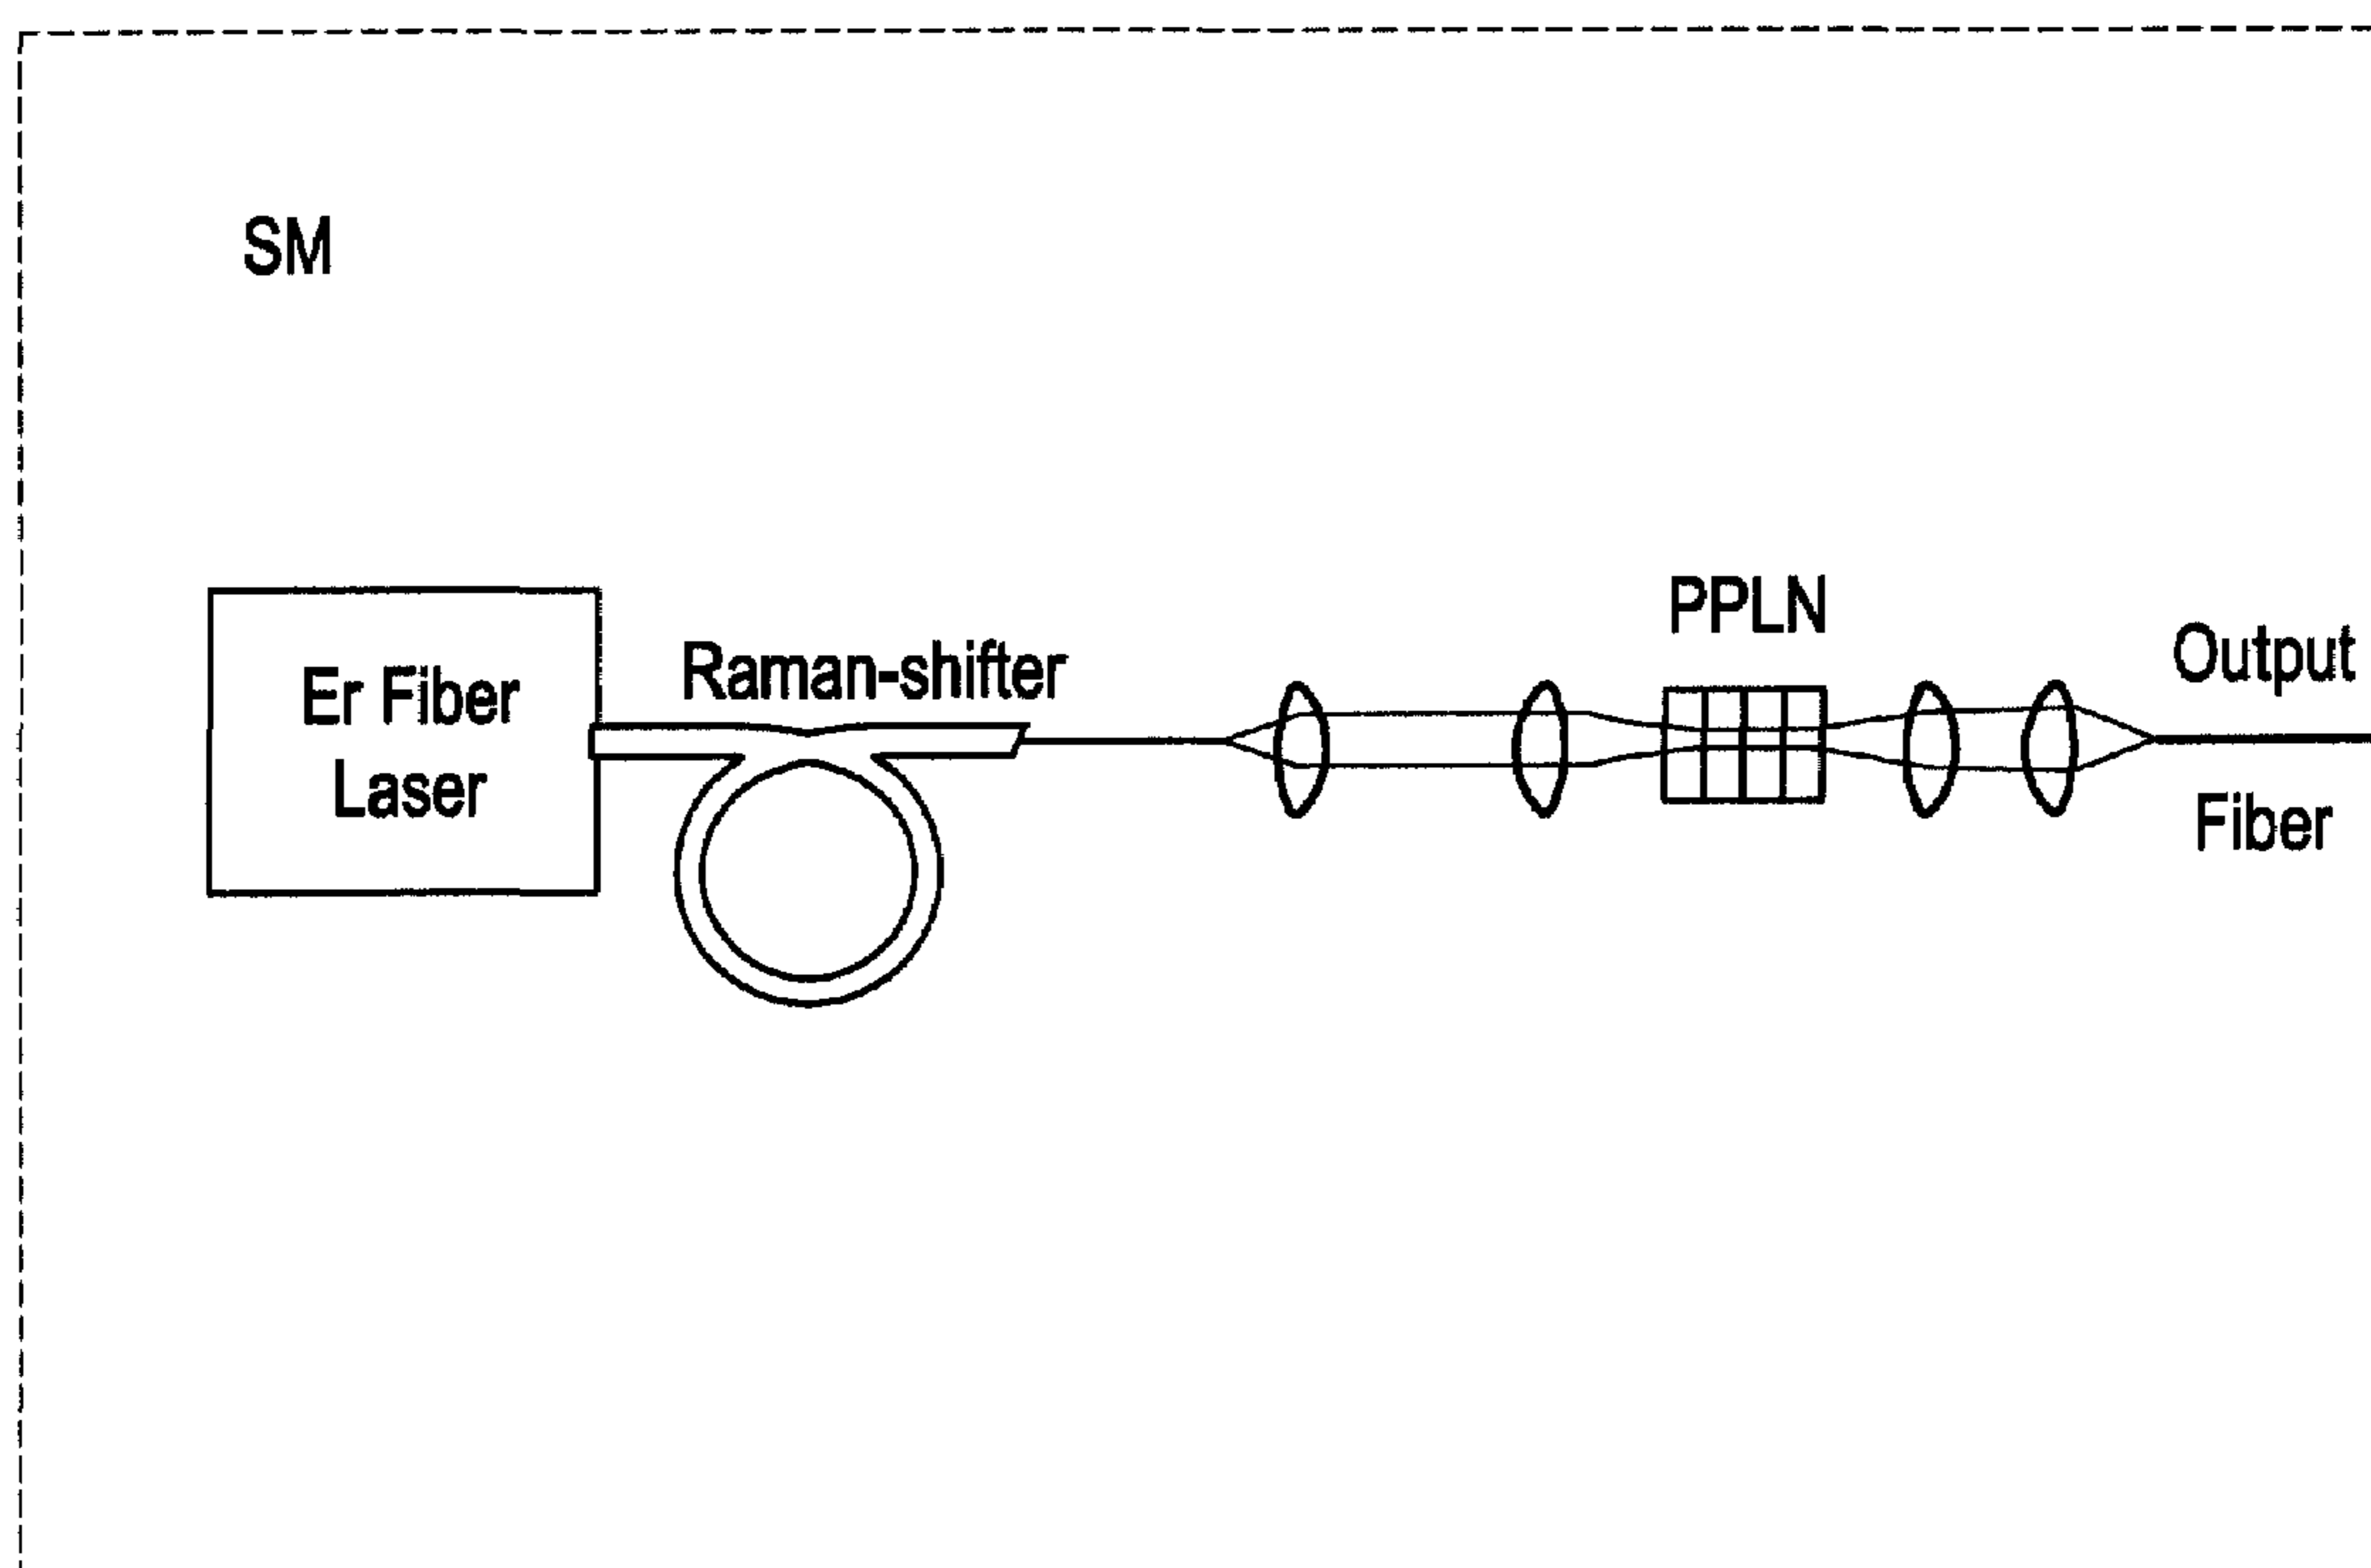 SM
Er Fiber
Laser
Raman-shifter
PPLN
Output
Fiber